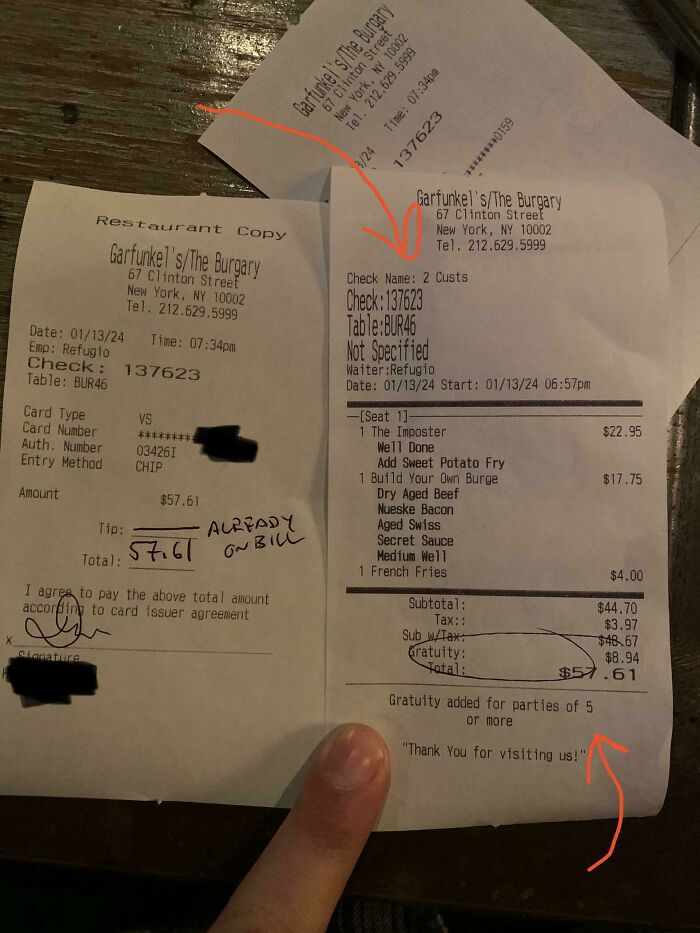 Garfunkel's/The Burgary
67 Clinton Street
New York, NY 10002
Tel. 212.629.5999
3/24 Time: 07:34pm
137623
********0159
Restaurant Copy
Garfunkel's/The Burgary
67 Clinton Street
New York, NY 10002
Tel. 212.629.5999
Date: 01/13/24 Time: 07:34pm
Emp: Refugio
Check: 137623
Table: BUR46
Card Type VS
Card Number *********
Auth. Number 03426I
Entry Method CHIP
Amount $57.61
Tip: ALREADY
ON BILL
Total: 57.61
I agree to pay the above total amount
according to card issuer agreement
x
Signature
Garfunkel's/The Burgary
67 Clinton Street
New York, NY 10002
Tel. 212.629.5999
Check Name: 2 Custs
Check:137623
Table:BUR46
Not Specified
Waiter:Refugio
Date: 01/13/24 Start: 01/13/24 06:57pm
[Seat 1]
1 The Imposter $22.95
Well Done
Add Sweet Potato Fry
1 Build Your Own Burge $17.75
Dry Aged Beef
Nueske Bacon
Aged Swiss
Secret Sauce
Medium Well
1 French Fries $4.00
Subtotal: $44.70
Tax:: $3.97
Sub w/Tax: $48.67
Gratuity: $8.94
Total: $57.61
Gratuity added for parties of 5
or more
"Thank You for visiting us!"